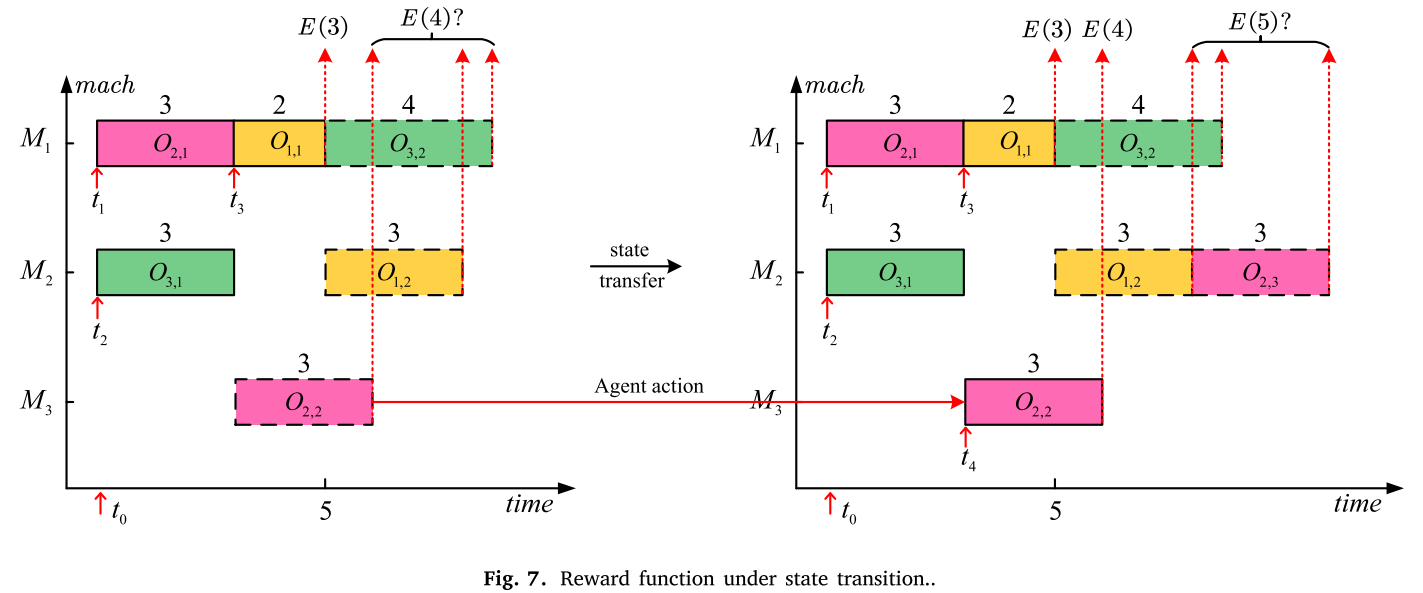 E(3) E(4)?
mach
3 2 4
M₁ O₂,₁ O₁,₁ O₃,₂
t₁ t₃
3 3
M₂ O₃,₁ O₁,₂
t₂
3
M₃ O₂,₂
5
t₀ time
state
transfer
Agent action
E(3) E(4) E(5)?
mach
3 2 4
M₁ O₂,₁ O₁,₁ O₃,₂
t₁ t₃
3 3 3
M₂ O₃,₁ O₁,₂ O₂,₃
t₂
3
M₃ O₂,₂
t₄
5
t₀ time
Fig. 7. Reward function under state transition..